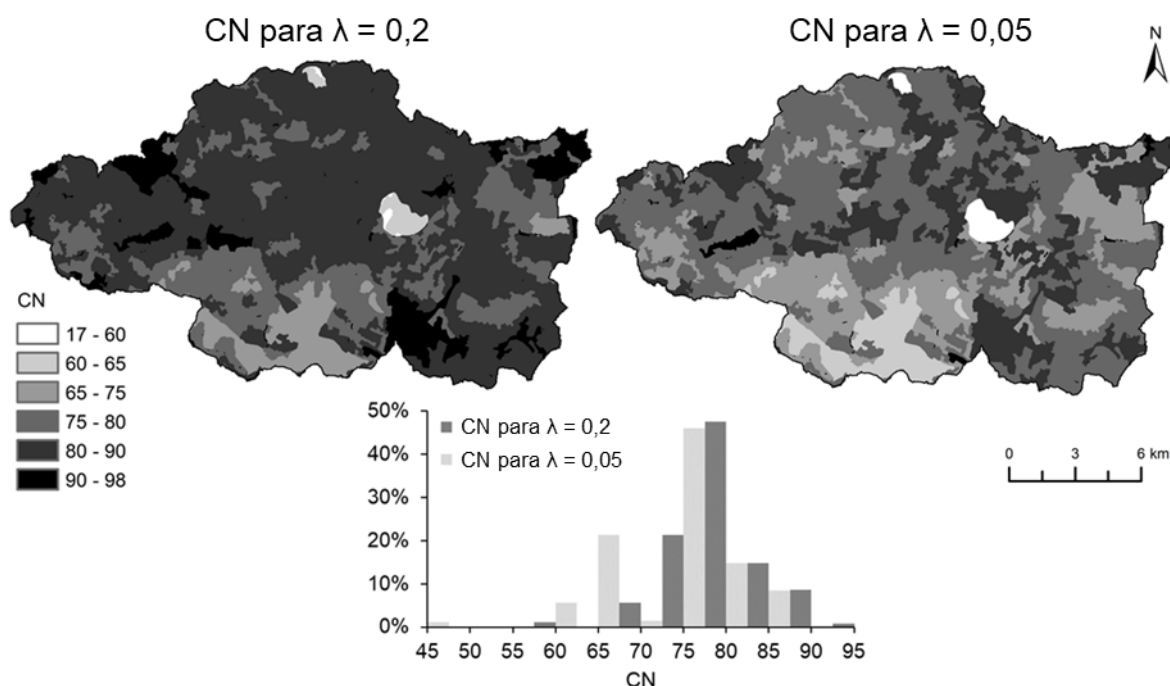 CN para λ = 0,2
CN para λ = 0,05
N
CN
17 - 60
60 - 65
65 - 75
75 - 80
80 - 90
90 - 98
50%
40%
30%
20%
10%
0%
CN para λ = 0,2
CN para λ = 0,05
45 50 55 60 65 70 75 80 85 90 95
CN
0 3 6 km